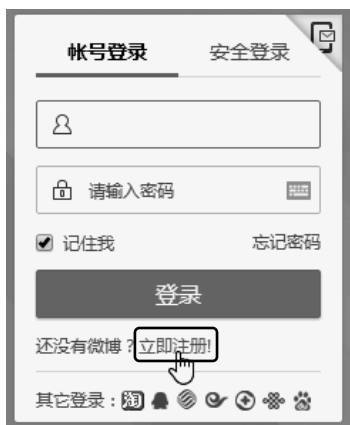 帐号登录 安全登录
请输入密码
记住我 忘记密码
登录
还没有微博？立即注册!
其它登录：淘